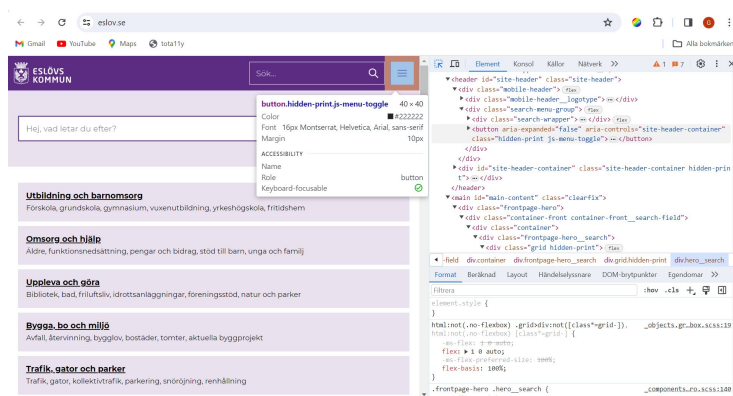 eslov.se
G
Gmail
YouTube
Maps
tota11y
Alla bokmärken
ESLÖVS
KOMMUN
Sök...
Hej, vad letar du efter?
button.hidden-print.js-menu-toggle 40 × 40
Color #222222
Font 16px Montserrat, Helvetica, Arial, sans-serif
Margin 10px
ACCESSIBILITY
Name
Role button
Keyboard-focusable
Utbildning och barnomsorg
Förskola, grundskola, gymnasium, vuxenutbildning, yrkeshögskola, fritidshem
Omsorg och hjälp
Äldre, funktionsnedsättning, pengar och bidrag, stöd till barn, unga och familj
Uppleva och göra
Bibliotek, bad, friluftsliv, idrottsanläggningar, föreningsstöd, natur och parker
Bygga, bo och miljö
Avfall, återvinning, bygglov, bostäder, tomter, aktuella byggprojekt
Trafik, gator och parker
Trafik, gator, kollektivtrafik, parkering, snöröjning, renhållning
Element Konsol Källor Nätverk >> 1 7
<header id="site-header" class="site-header">
<div class="mobile-header"> flex
<div class="mobile-header__logotype"> ⋯ </div>
<div class="search-menu-group"> flex
<div class="search-wrapper"> ⋯ </div> flex
<button aria-expanded="false" aria-controls="site-header-container"
class="hidden-print js-menu-toggle"> ⋯ </button>
</div>
</div>
<div id="site-header-container" class="site-header-container hidden-prin
t"> ⋯ </div>
</header>
<main id="main-content" class="clearfix">
<div class="frontpage-hero">
<div class="container-front container-front__search-field">
<div class="container">
<div class="frontpage-hero__search">
<div class="grid hidden-print"> flex
-field div.container div.frontpage-hero__search div.grid.hidden-print div.hero__search
Format Beräknad Layout Händelselyssnare DOM-brytpunkter Egendomar >>
Filtrera :hov .cls +
element.style {
}
html:not(.no-flexbox) .grid>div:not([class*=grid-]), _objects.gr…box.scss:19
html:not(.no-flexbox) [class*=grid-] {
-ms-flex: 1 0 auto;
flex: 1 0 auto;
-ms-flex-preferred-size: 100%;
flex-basis: 100%;
}
.frontpage-hero .hero__search { _components…ro.scss:140